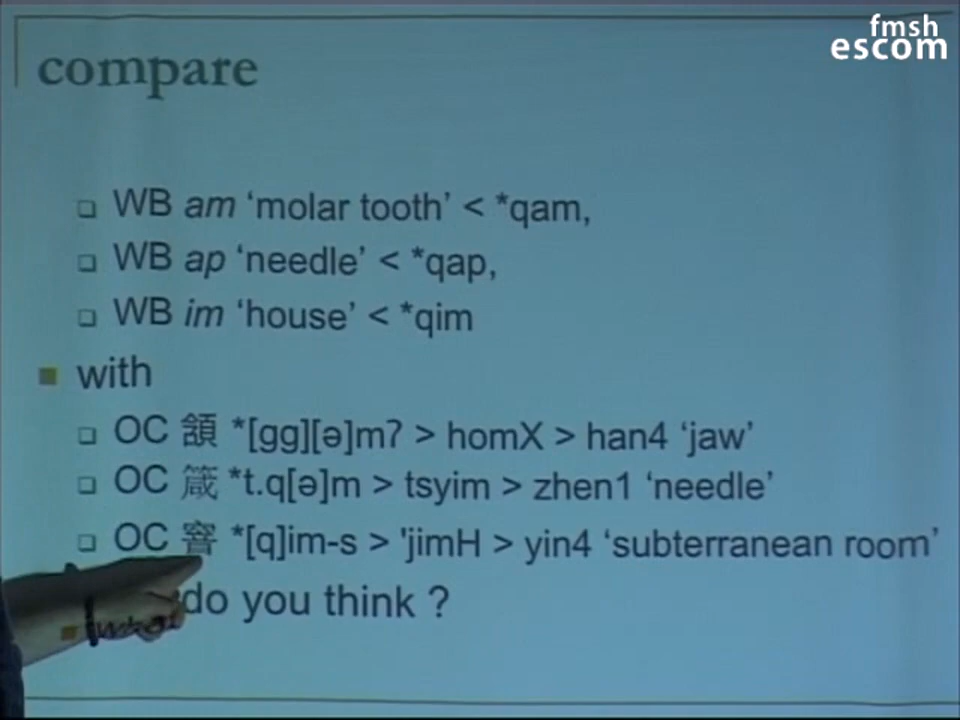 fmsh
escom
compare
WB am ‘molar tooth’ < *qam,
WB ap ‘needle’ < *qap,
WB im ‘house’ < *qim
with
OC 頷 *[gg][ə]m? > homX > han4 ‘jaw’
OC 箴 *t.q[ə]m > tsyim > zhen1 ‘needle’
OC 窨 *[q]im-s > 'jimH > yin4 ‘subterranean room’
what do you think ?